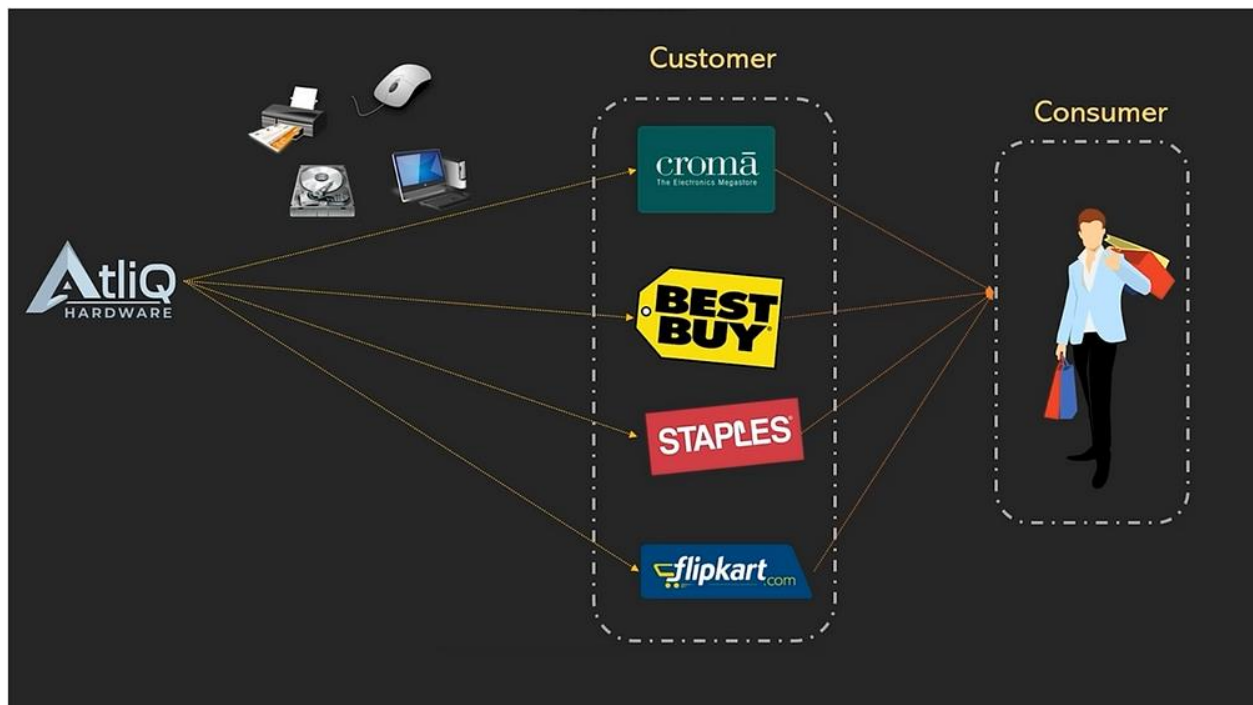 Customer
Consumer
cromā
The Electronics Megastore
AtliQ
HARDWARE
BEST
BUY
STAPLES
flipkart.com